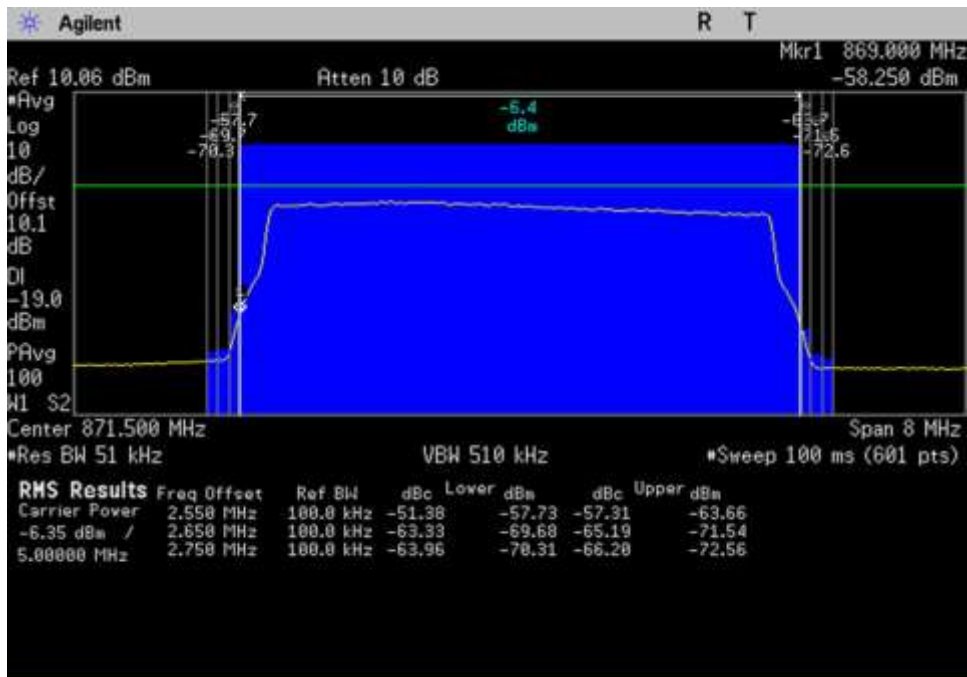 Agilent R T
Mkr1 869.000 MHz
Ref 10.06 dBm Atten 10 dB -58.250 dBm
#Avg
Log
10
dB/
Offst
10.1
dB
DI
-19.0
dBm
PAvg
100
W1 S2
-6.4
dBm
-70.3
-72.6
Center 871.500 MHz Span 8 MHz
#Res BW 51 kHz VBW 510 kHz #Sweep 100 ms (601 pts)
RMS Results Freq Offset Ref BW dBc Lower dBm dBc Upper dBm
Carrier Power 2.550 MHz 100.0 kHz -51.38 -57.73 -57.31 -63.66
-6.35 dBm / 2.650 MHz 100.0 kHz -63.33 -69.68 -65.19 -71.54
5.00000 MHz 2.750 MHz 100.0 kHz -63.96 -70.31 -66.20 -72.56